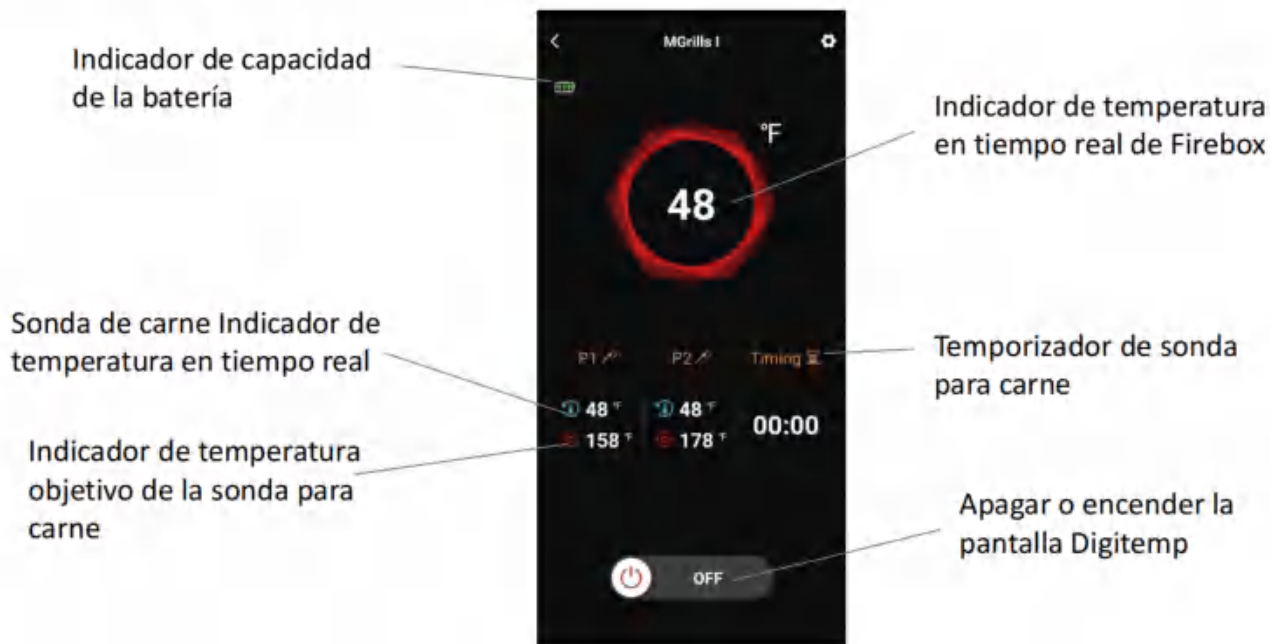 Indicador de capacidad
de la batería
MGrills I
°F
48
Indicador de temperatura
en tiempo real de Firebox
Sonda de carne Indicador de
temperatura en tiempo real
P1
P2
Timing
48 °F
48 °F
00:00
158 °F
178 °F
Temporizador de sonda
para carne
Indicador de temperatura
objetivo de la sonda para
carne
Apagar o encender la
pantalla Digitemp
OFF